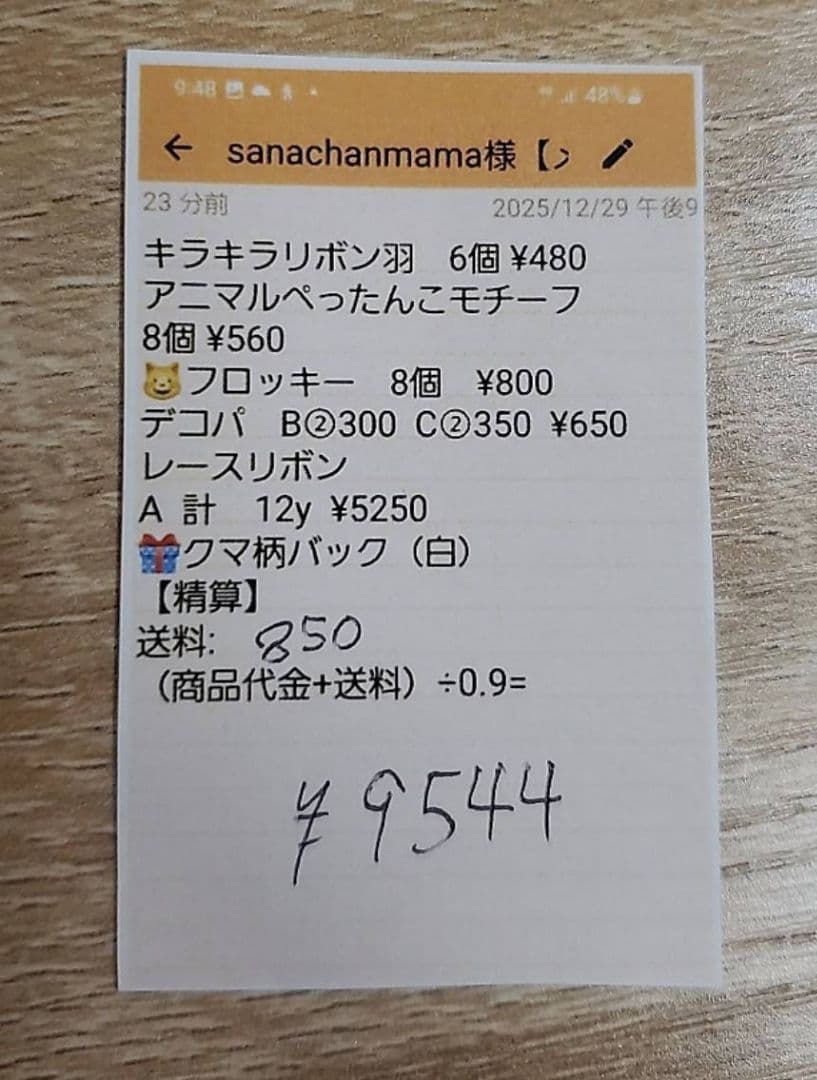 9:48 48%
← sanachanmama様【
23 分前 2025/12/29 午後9
キラキラリボン羽 6個 ¥480
アニマルぺったんこモチーフ
8個 ¥560
😺フロッキー 8個 ¥800
デコパ B②300 C②350 ¥650
レースリボン
A 計 12y ¥5250
🎁クマ柄バック（白）
【精算】
送料: 850
（商品代金+送料）÷0.9=
¥9544